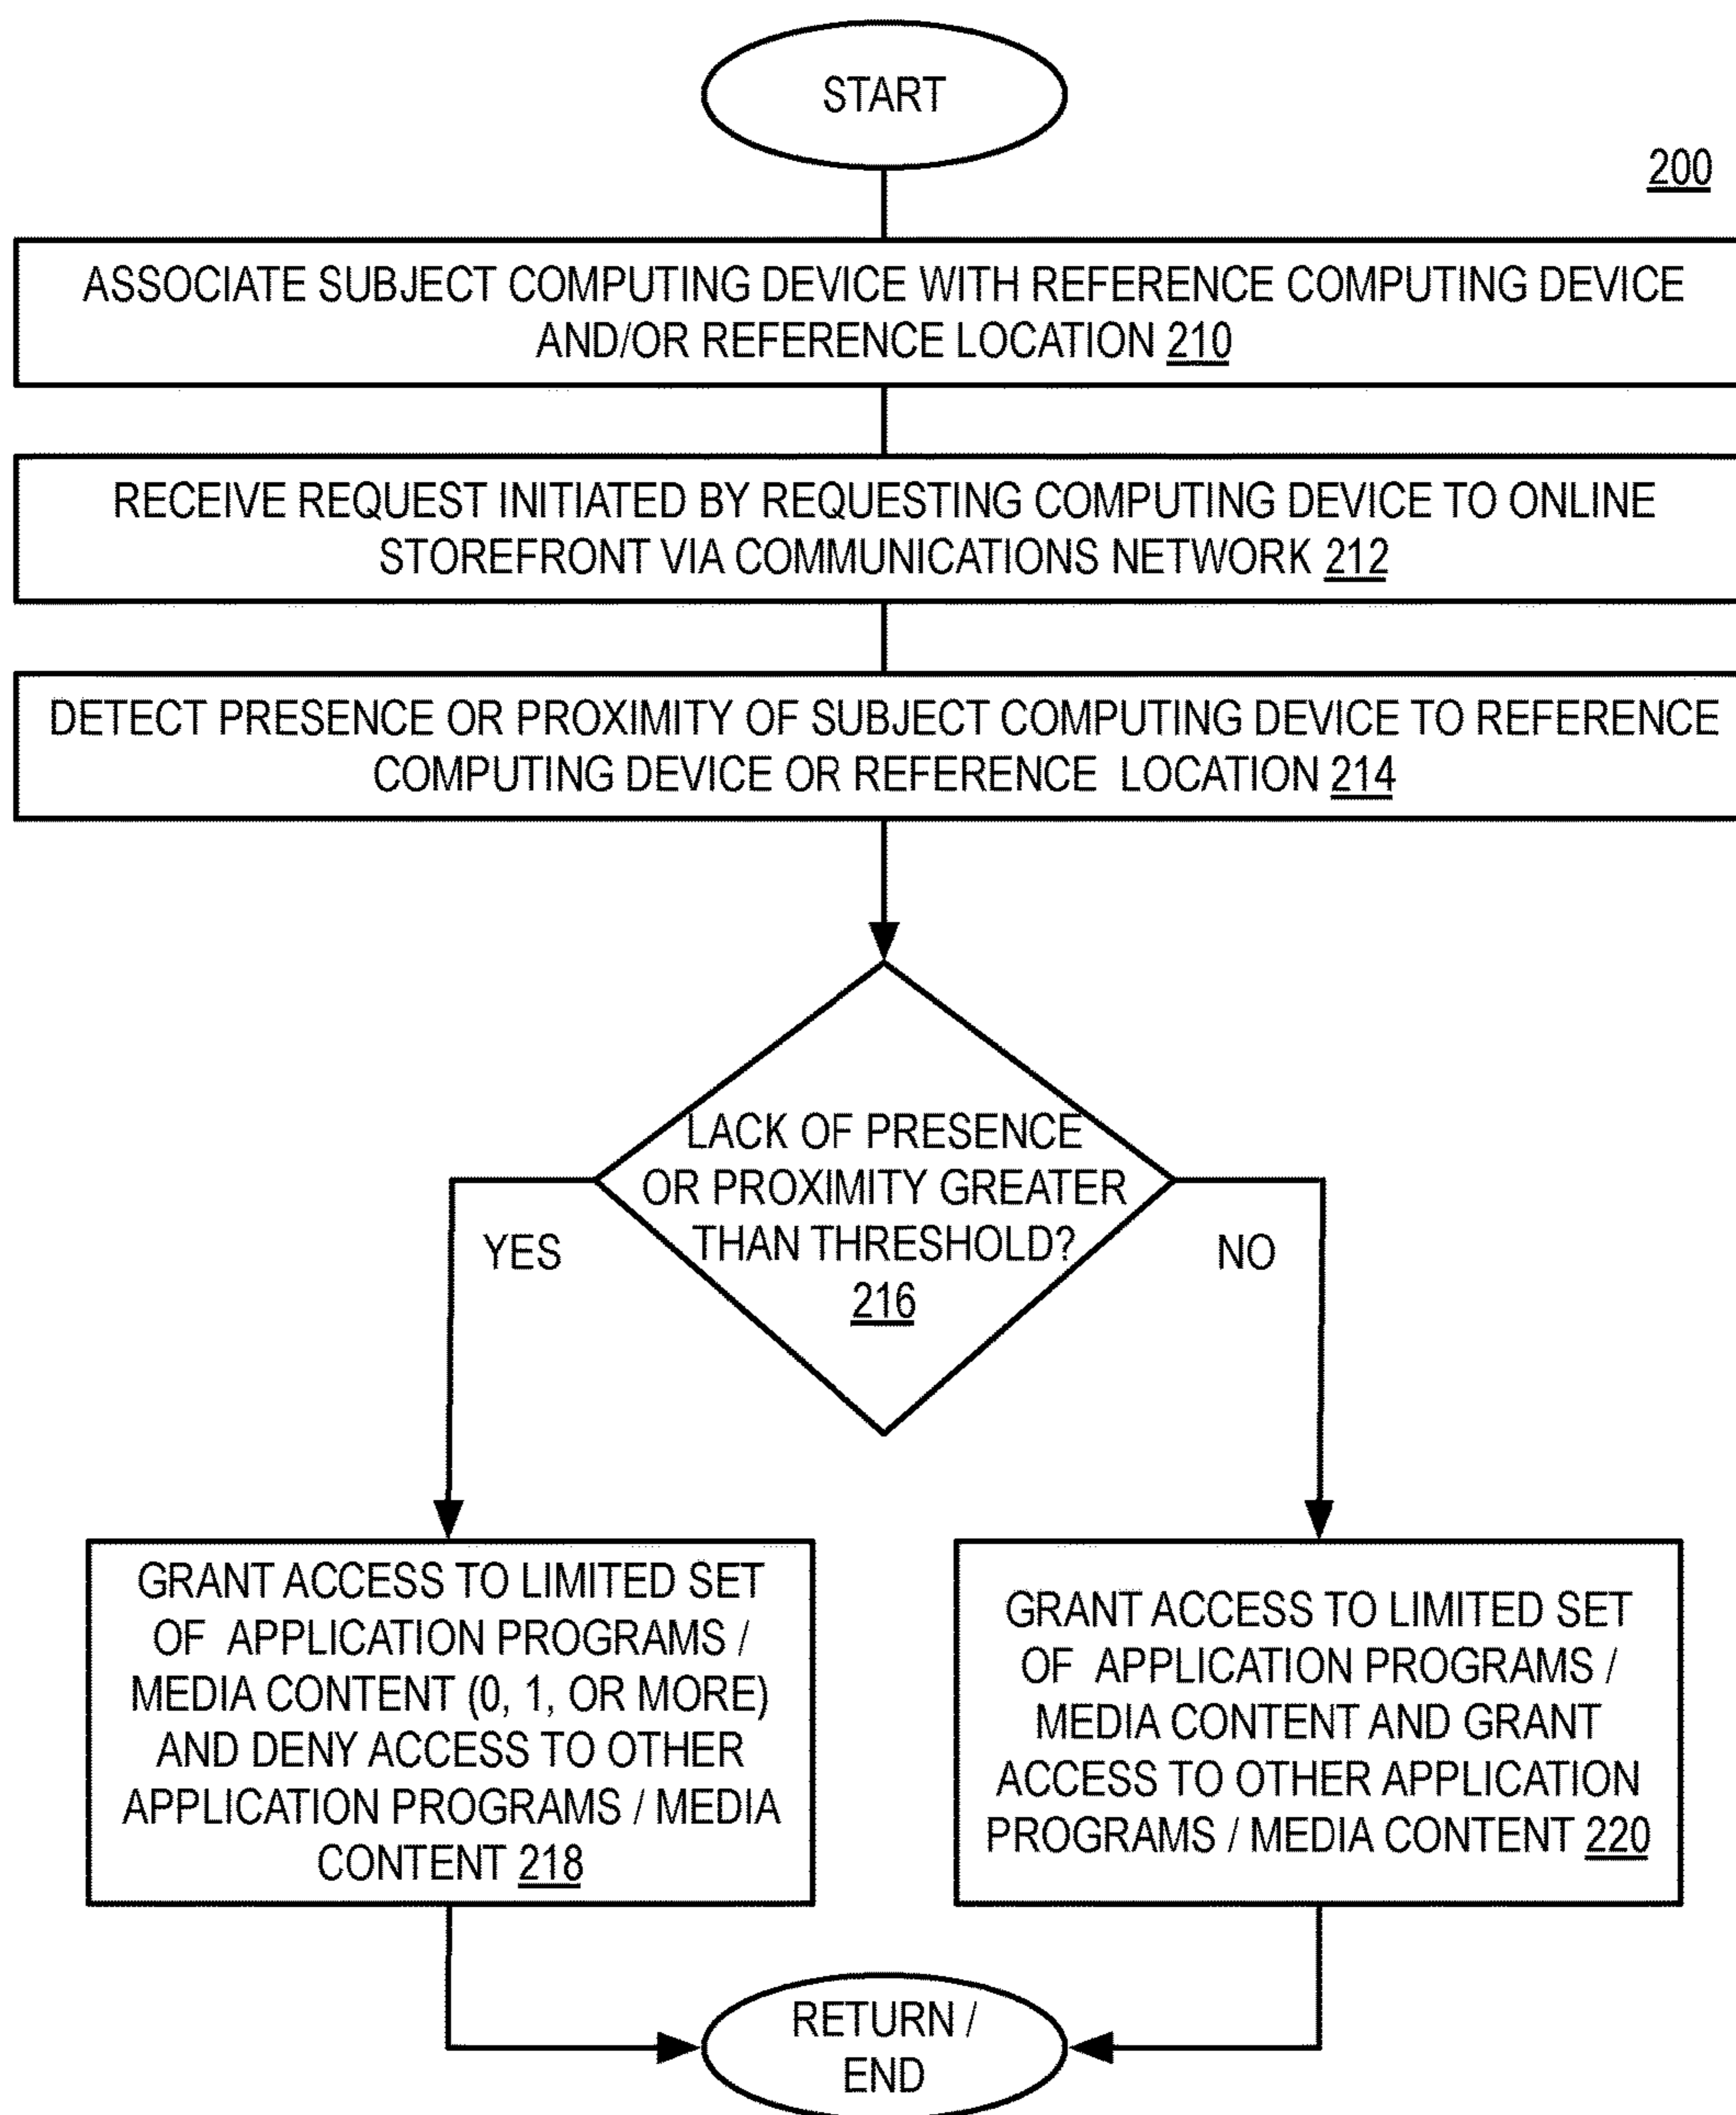 START
200
ASSOCIATE SUBJECT COMPUTING DEVICE WITH REFERENCE COMPUTING DEVICE
AND/OR REFERENCE LOCATION 210
RECEIVE REQUEST INITIATED BY REQUESTING COMPUTING DEVICE TO ONLINE
STOREFRONT VIA COMMUNICATIONS NETWORK 212
DETECT PRESENCE OR PROXIMITY OF SUBJECT COMPUTING DEVICE TO REFERENCE
COMPUTING DEVICE OR REFERENCE LOCATION 214
LACK OF PRESENCE
OR PROXIMITY GREATER
THAN THRESHOLD?
216
YES
NO
GRANT ACCESS TO LIMITED SET
OF APPLICATION PROGRAMS /
MEDIA CONTENT (0, 1, OR MORE)
AND DENY ACCESS TO OTHER
APPLICATION PROGRAMS / MEDIA
CONTENT 218
GRANT ACCESS TO LIMITED SET
OF APPLICATION PROGRAMS /
MEDIA CONTENT AND GRANT
ACCESS TO OTHER APPLICATION
PROGRAMS / MEDIA CONTENT 220
RETURN /
END